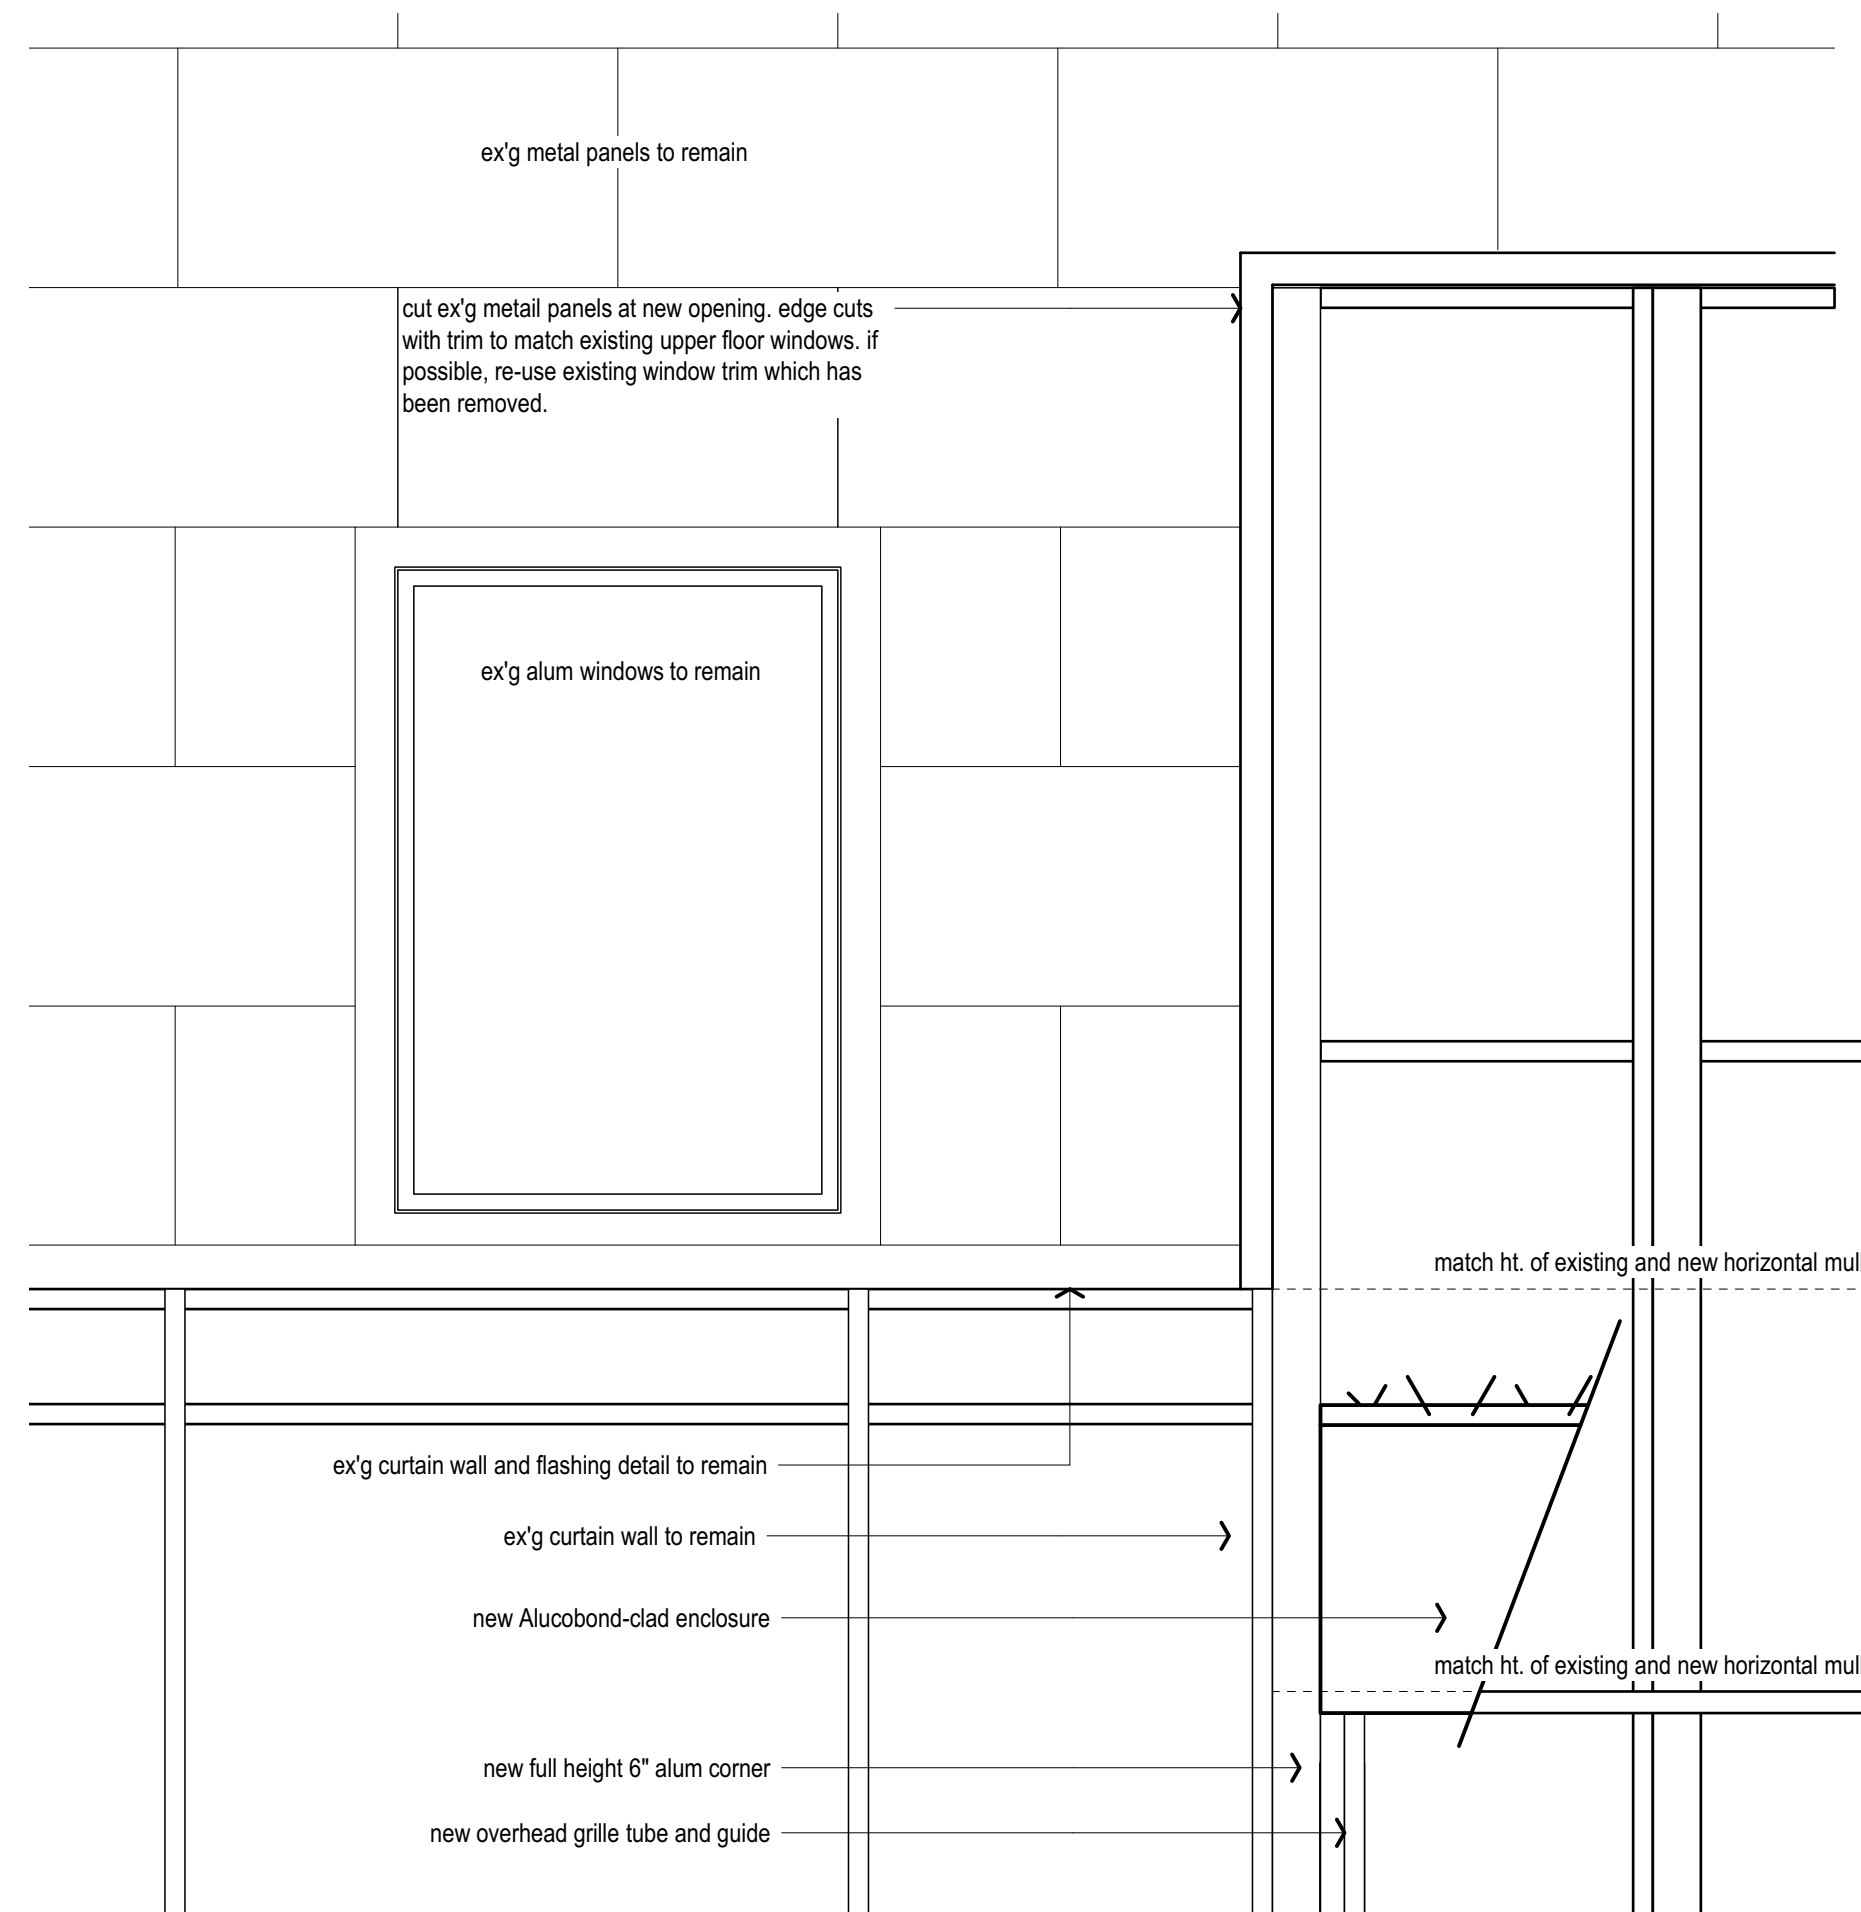 ex'g metal panels to remain
cut ex'g metail panels at new opening. edge cuts
with trim to match existing upper floor windows. if
possible, re-use existing window trim which has
been removed.
ex'g alum windows to remain
match ht. of existing and new horizontal mull
ex'g curtain wall and flashing detail to remain
ex'g curtain wall to remain
new Alucobond-clad enclosure
match ht. of existing and new horizontal mull
new full height 6" alum corner
new overhead grille tube and guide